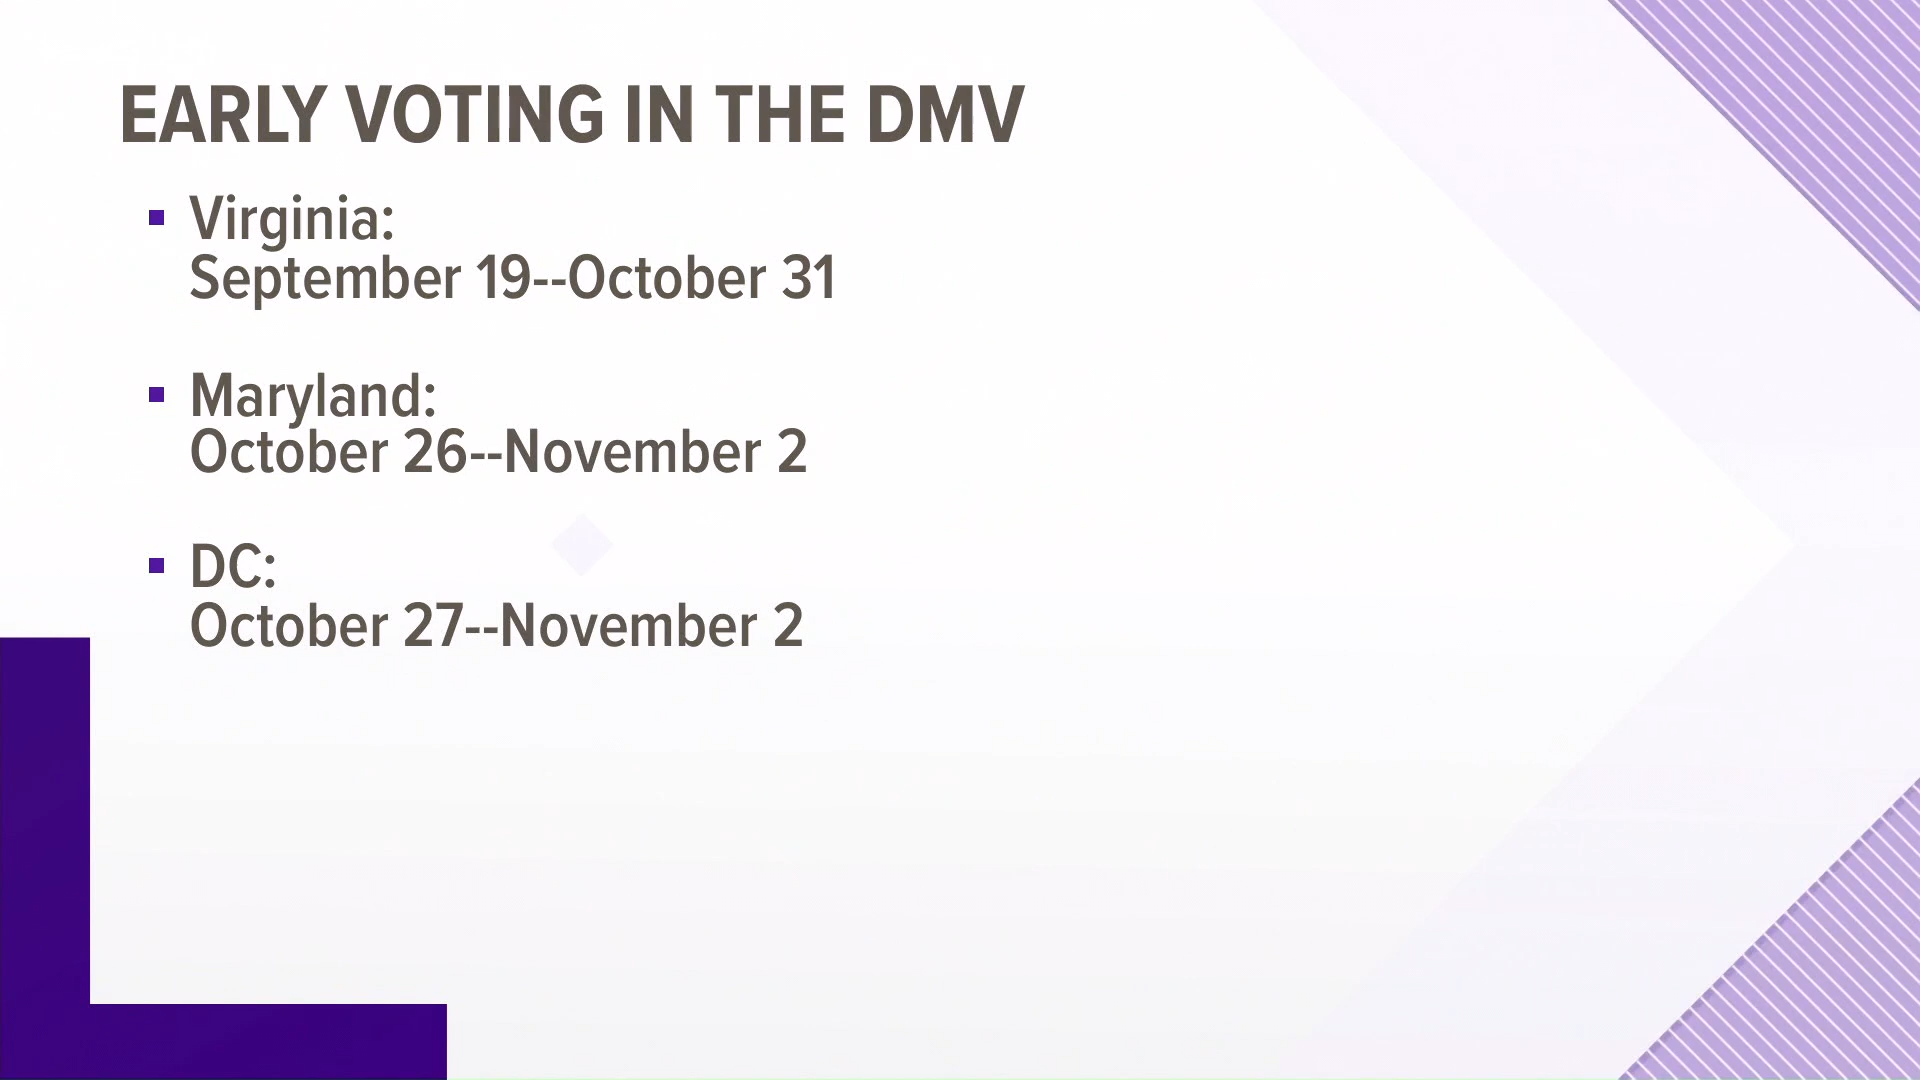 EARLY VOTING IN THE DMV
Virginia:
September 19--October 31
Maryland:
October 26--November 2
DC:
October 27--November 2